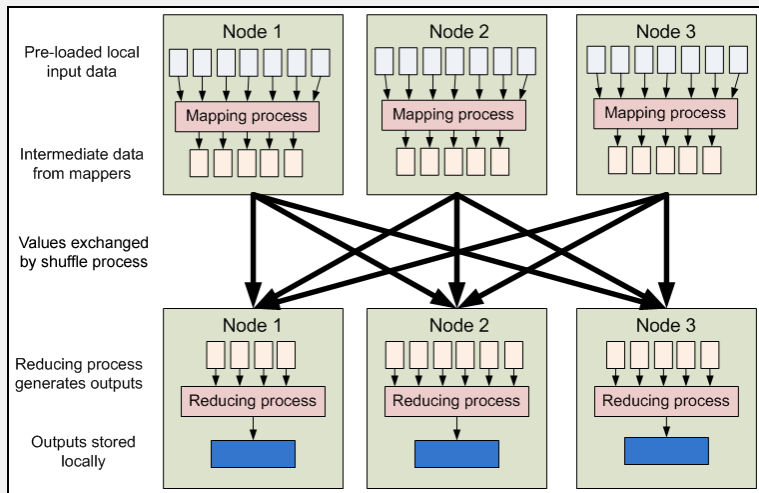 Node 1
Node 2
Node 3
Pre-loaded local
input data
Mapping process
Mapping process
Mapping process
Intermediate data
from mappers
Values exchanged
by shuffle process
Node 1
Node 2
Node 3
Reducing process
generates outputs
Reducing process
Reducing process
Reducing process
Outputs stored
locally